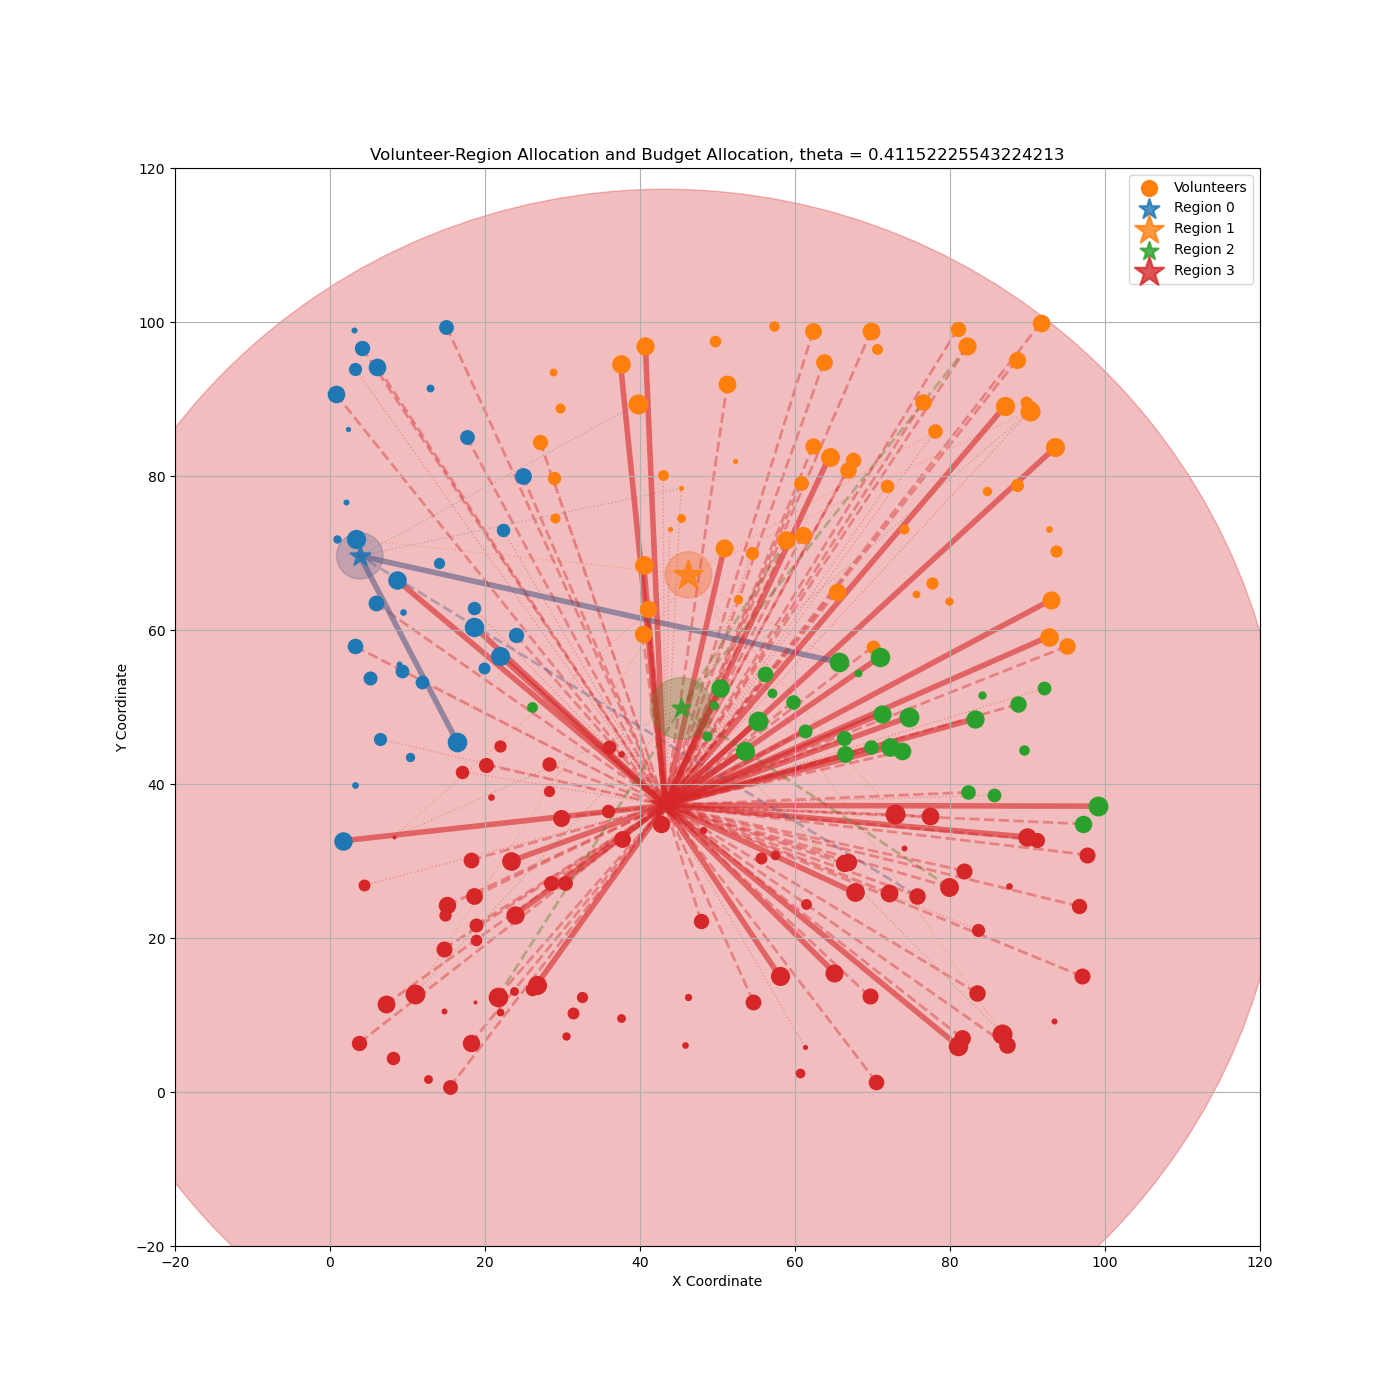 Volunteer-Region Allocation and Budget Allocation, theta = 0.41152225543224213
120
100
80
60
40
20
0
−20
Y Coordinate
Volunteers
Region 0
Region 1
Region 2
Region 3
−20 0 20 40 60 80 100 120
X Coordinate